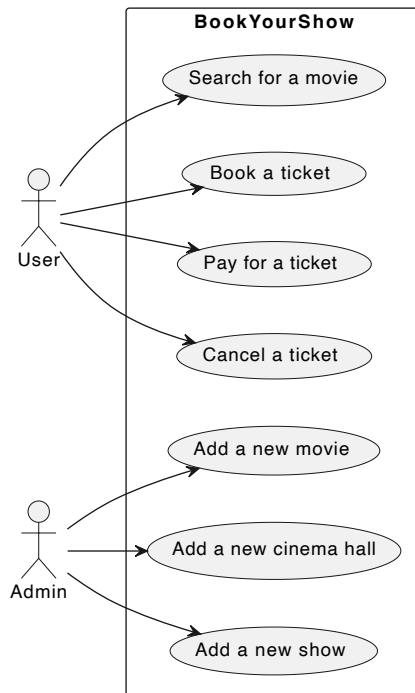 BookYourShow
Search for a movie
Book a ticket
User
Pay for a ticket
Cancel a ticket
Add a new movie
Add a new cinema hall
Admin
Add a new show